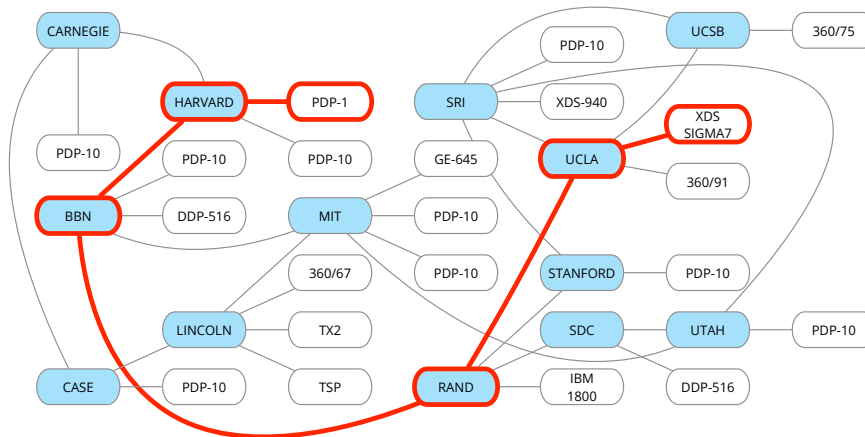 CARNEGIE
UCSB
360/75
PDP-10
HARVARD
PDP-1
SRI
XDS-940
XDS
SIGMA7
PDP-10
PDP-10
PDP-10
GE-645
UCLA
360/91
BBN
DDP-516
MIT
PDP-10
360/67
PDP-10
STANFORD
PDP-10
LINCOLN
TX2
SDC
UTAH
PDP-10
CASE
PDP-10
TSP
RAND
IBM
1800
DDP-516